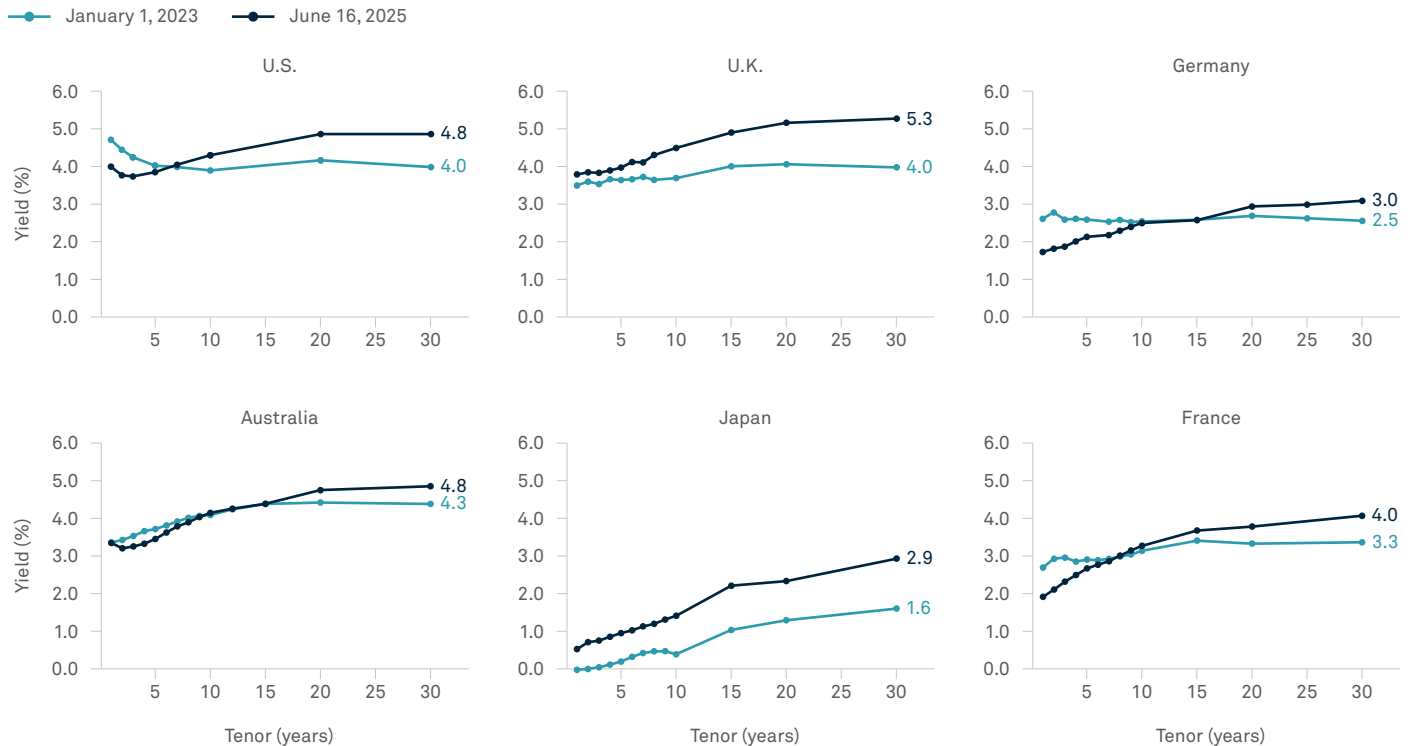 January 1, 2023 June 16, 2025
U.S. U.K. Germany
6.0 6.0 6.0
5.0 5.0 5.0
4.0 4.0 4.0
3.0 3.0 3.0
2.0 2.0 2.0
1.0 1.0 1.0
0.0 0.0 0.0
Yield (%)
4.8
4.0
5.3
4.0
3.0
2.5
5 10 15 20 25 30 5 10 15 20 25 30 5 10 15 20 25 30
Australia Japan France
6.0 6.0 6.0
5.0 5.0 5.0
4.0 4.0 4.0
3.0 3.0 3.0
2.0 2.0 2.0
1.0 1.0 1.0
0.0 0.0 0.0
Yield (%)
4.8
4.3
2.9
1.6
4.0
3.3
5 10 15 20 25 30 5 10 15 20 25 30 5 10 15 20 25 30
Tenor (years) Tenor (years) Tenor (years)